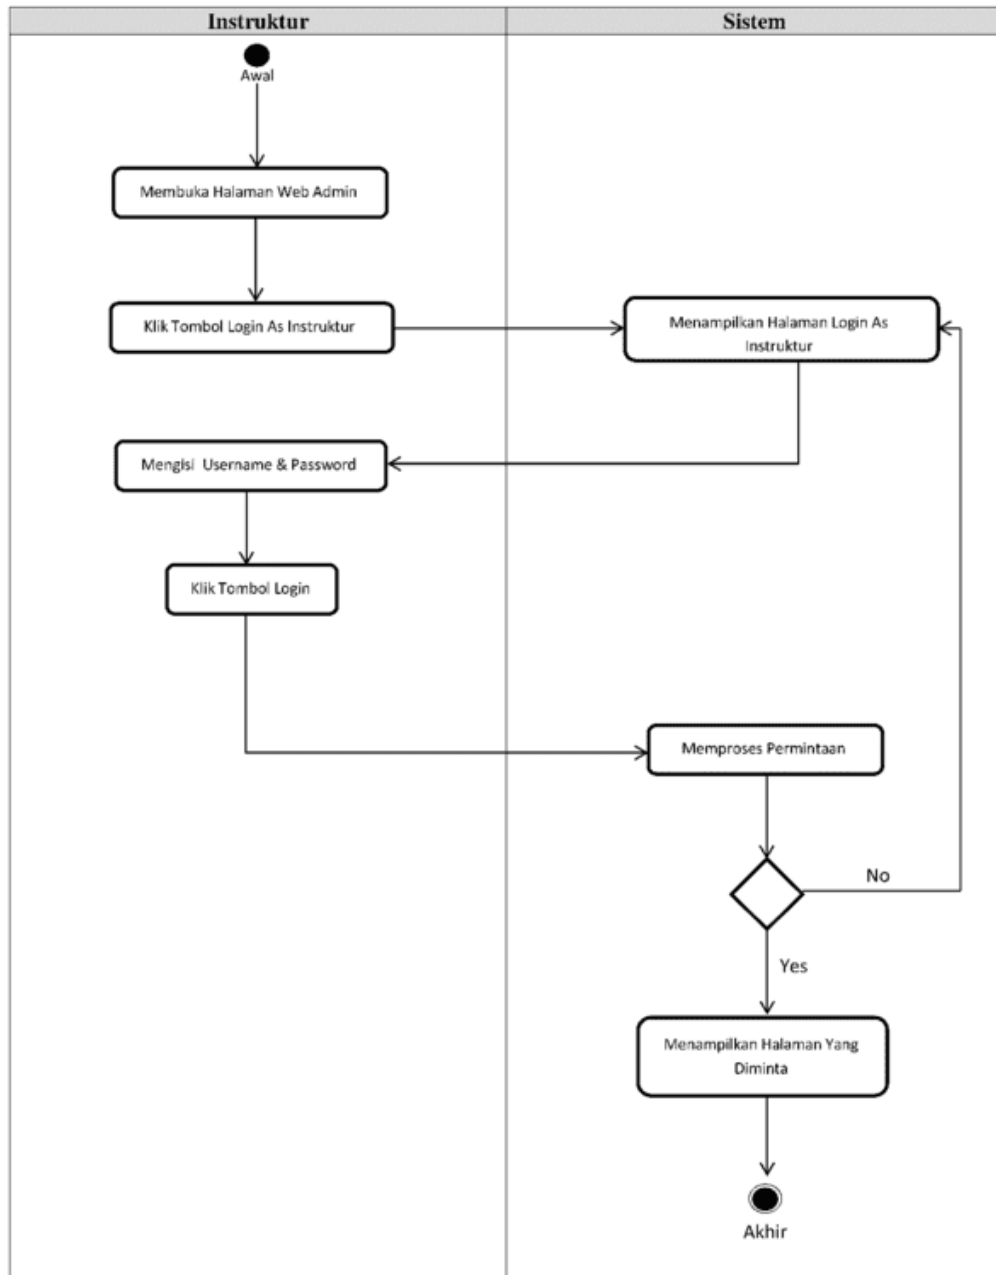 Instruktur
Sistem
Awal
Membuka Halaman Web Admin
Klik Tombol Login As Instruktur
Menampilkan Halaman Login As
Instruktur
Mengisi Username & Password
Klik Tombol Login
Memproses Permintaan
No
Yes
Menampilkan Halaman Yang
Diminta
Akhir